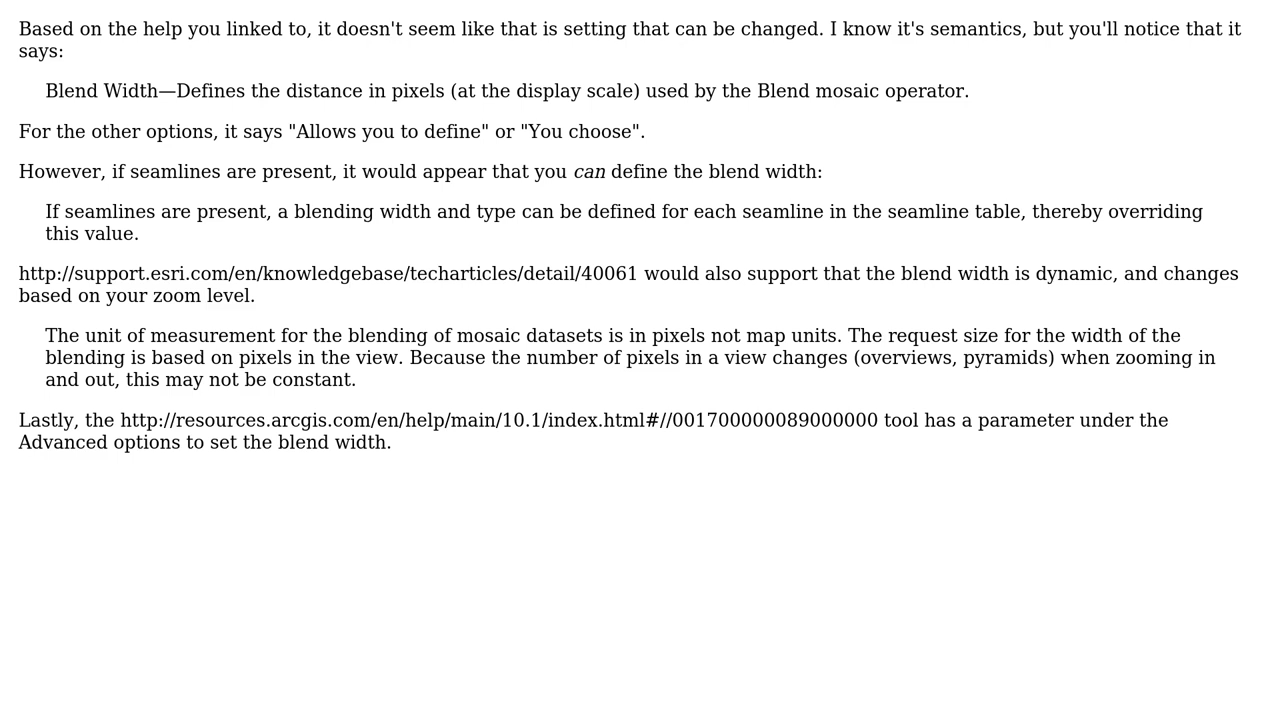 Based on the help you linked to, it doesn't seem like that is setting that can be changed. I know it's semantics, but you'll notice that it
says:
Blend Width—Defines the distance in pixels (at the display scale) used by the Blend mosaic operator.
For the other options, it says "Allows you to define" or "You choose".
However, if seamlines are present, it would appear that you can define the blend width:
If seamlines are present, a blending width and type can be defined for each seamline in the seamline table, thereby overriding
this value.
http://support.esri.com/en/knowledgebase/techarticles/detail/40061 would also support that the blend width is dynamic, and changes
based on your zoom level.
The unit of measurement for the blending of mosaic datasets is in pixels not map units. The request size for the width of the
blending is based on pixels in the view. Because the number of pixels in a view changes (overviews, pyramids) when zooming in
and out, this may not be constant.
Lastly, the http://resources.arcgis.com/en/help/main/10.1/index.html#//001700000089000000 tool has a parameter under the
Advanced options to set the blend width.